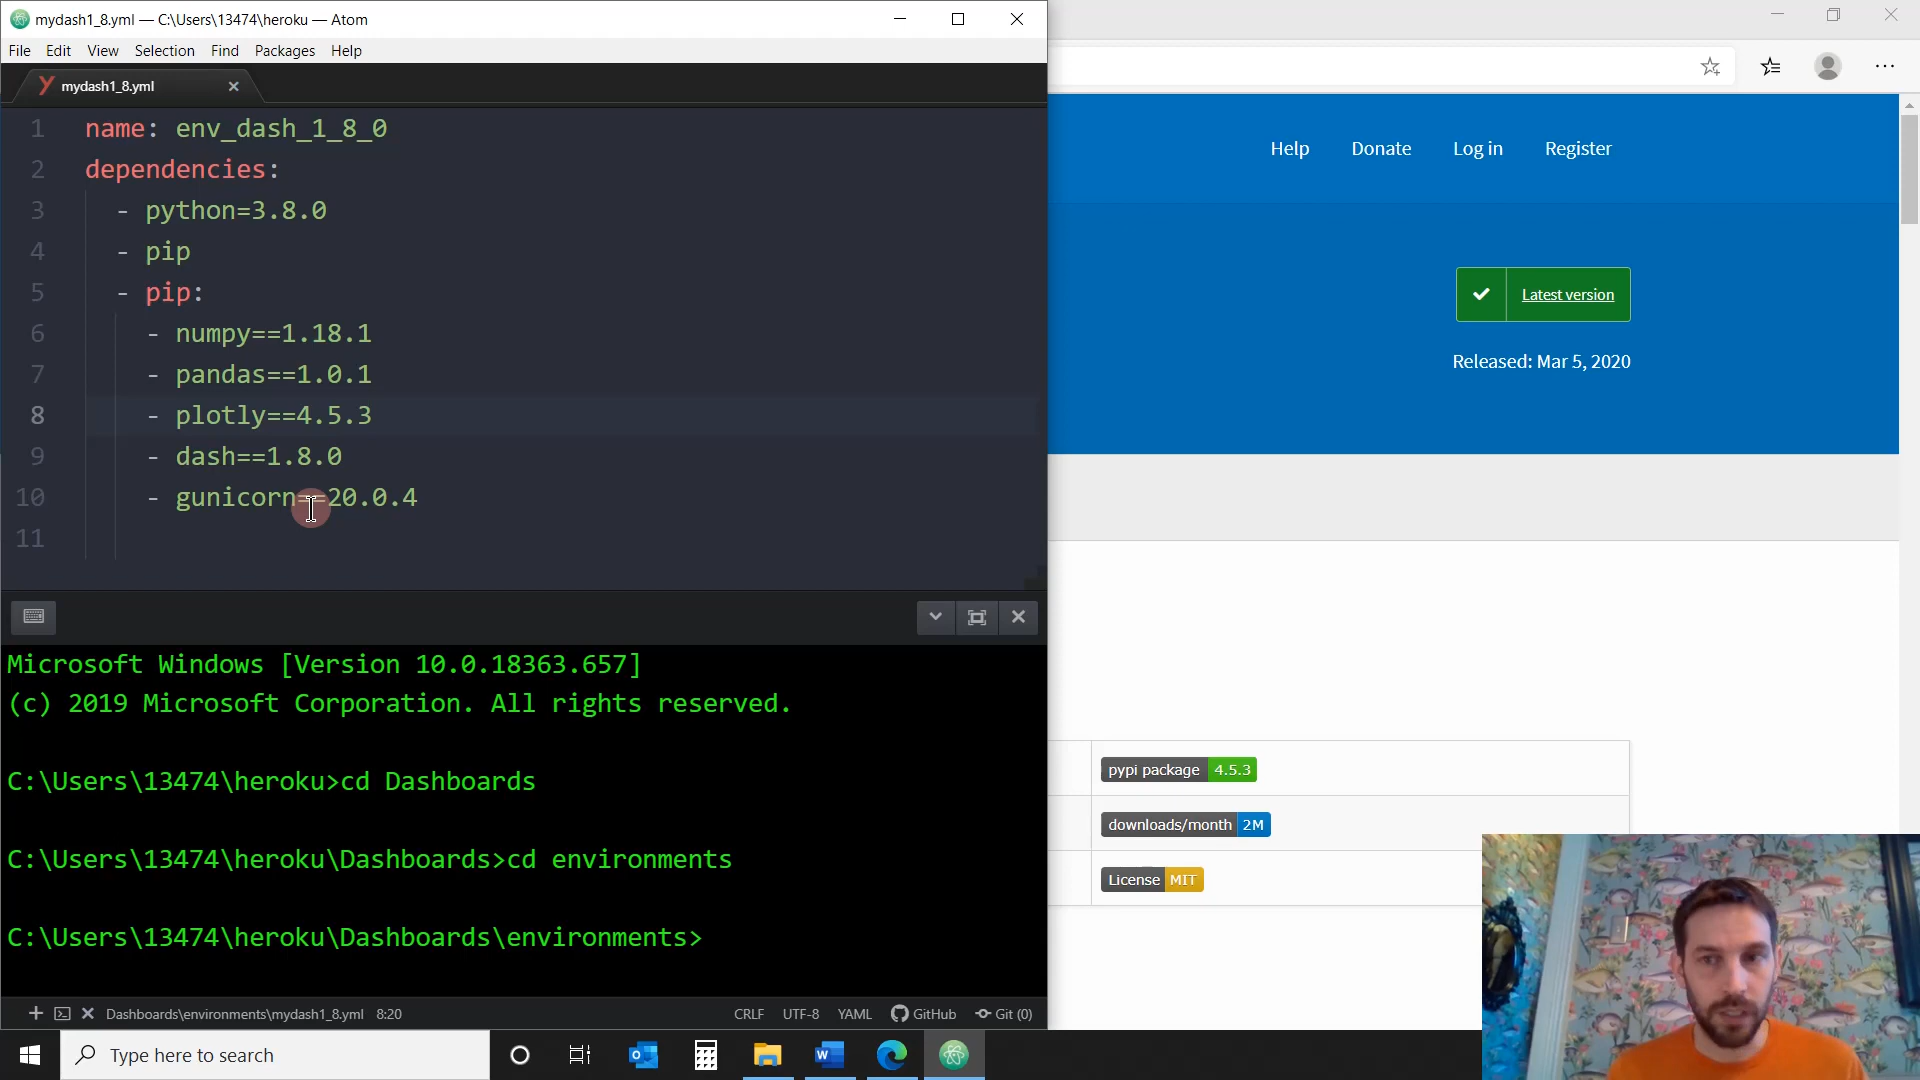 mydash1_8.yml — C:\Users\13474\heroku — Atom
File Edit View Selection Find Packages Help
mydash1_8.yml
1 name: env_dash_1_8_0
2 dependencies:
3 - python=3.8.0
4 - pip
5 - pip:
6 - numpy==1.18.1
7 - pandas==1.0.1
8 - plotly==4.5.3
9 - dash==1.8.0
10 - gunicorn==20.0.4
11
Microsoft Windows [Version 10.0.18363.657]
(c) 2019 Microsoft Corporation. All rights reserved.
C:\Users\13474\heroku>cd Dashboards
C:\Users\13474\heroku\Dashboards>cd environments
C:\Users\13474\heroku\Dashboards\environments>
Dashboards\environments\mydash1_8.yml 8:20 CRLF UTF-8 YAML GitHub Git (0)
Help Donate Log in Register
Latest version
Released: Mar 5, 2020
pypi package 4.5.3
downloads/month 2M
License MIT
Type here to search